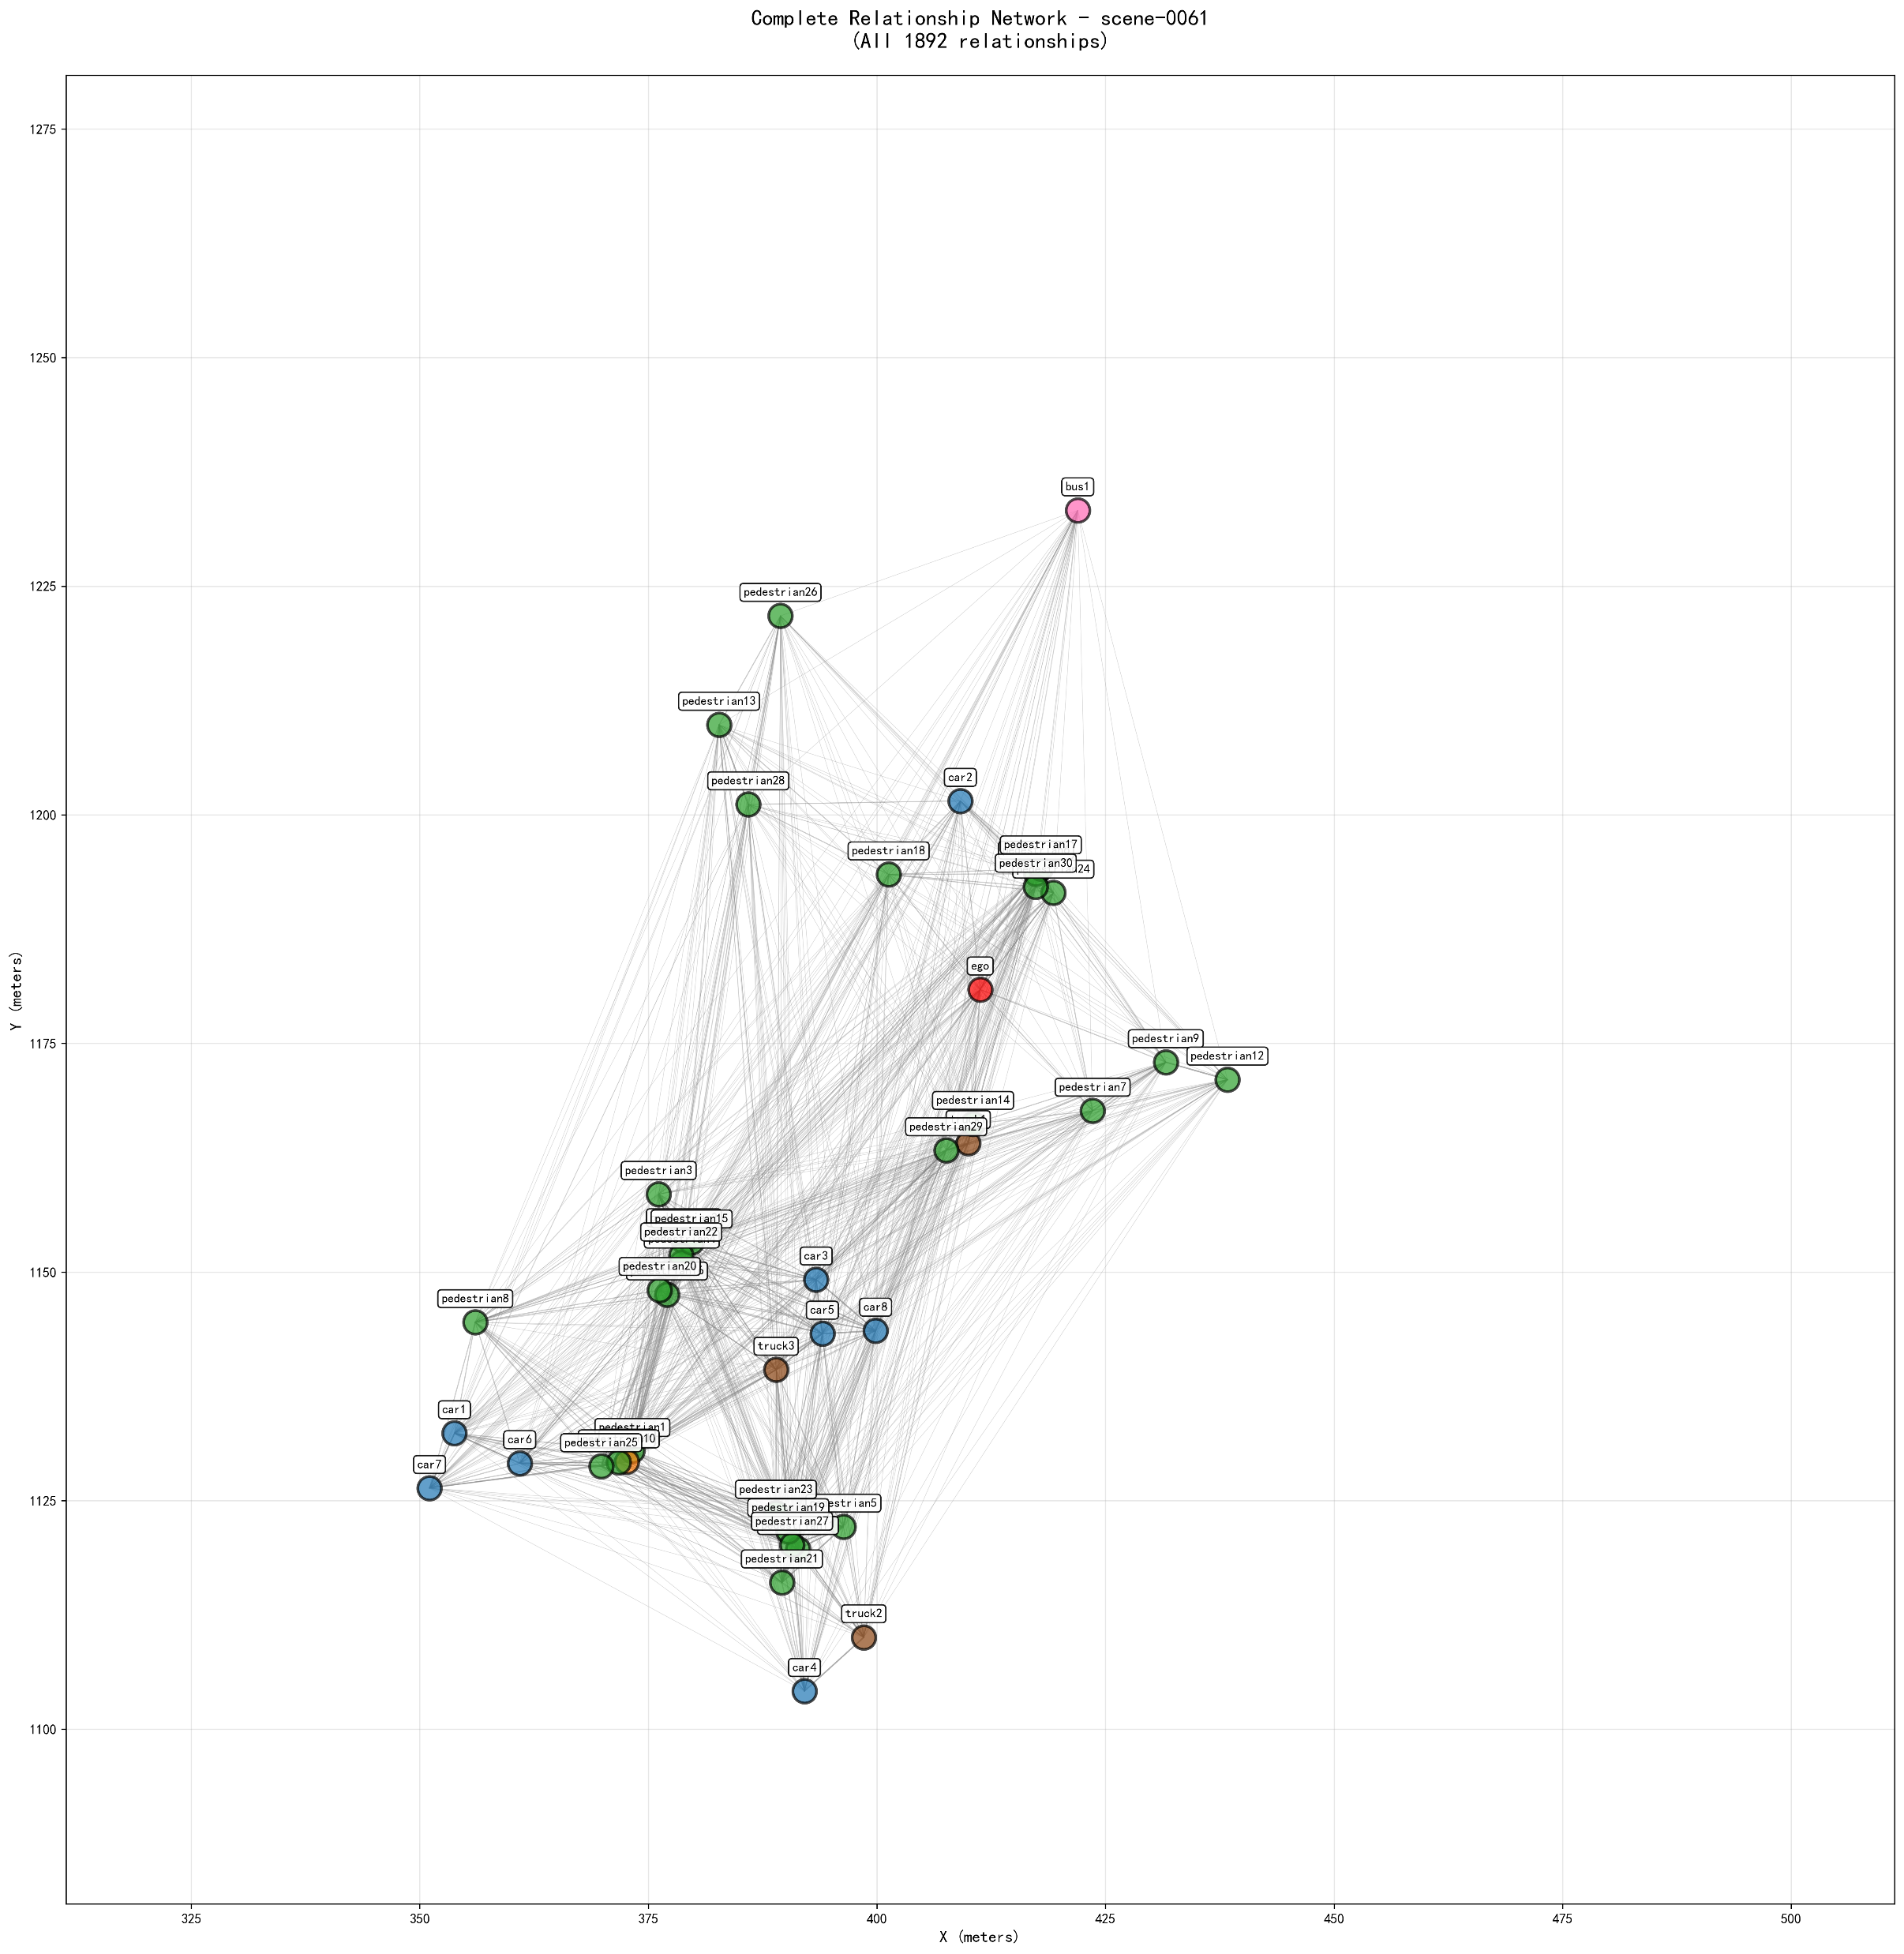 Complete Relationship Network - scene-0061
(All 1892 relationships)
1275
1250
1225
1200
1175
1150
1125
1100
Y (meters)
bus1
pedestrian26
pedestrian13
car2
pedestrian28
pedestrian17
pedestrian18
pedestrian30
24
ego
pedestrian9
pedestrian12
pedestrian7
pedestrian14
pedestrian29
pedestrian3
pedestrian15
pedestrian22
car3
pedestrian20
pedestrian8
car8
car5
truck3
car1
pedestrian1
car6
10
pedestrian25
car7
pedestrian23
destrian5
pedestrian19
pedestrian27
pedestrian21
truck2
car4
325
350
375
400
425
450
475
500
X (meters)